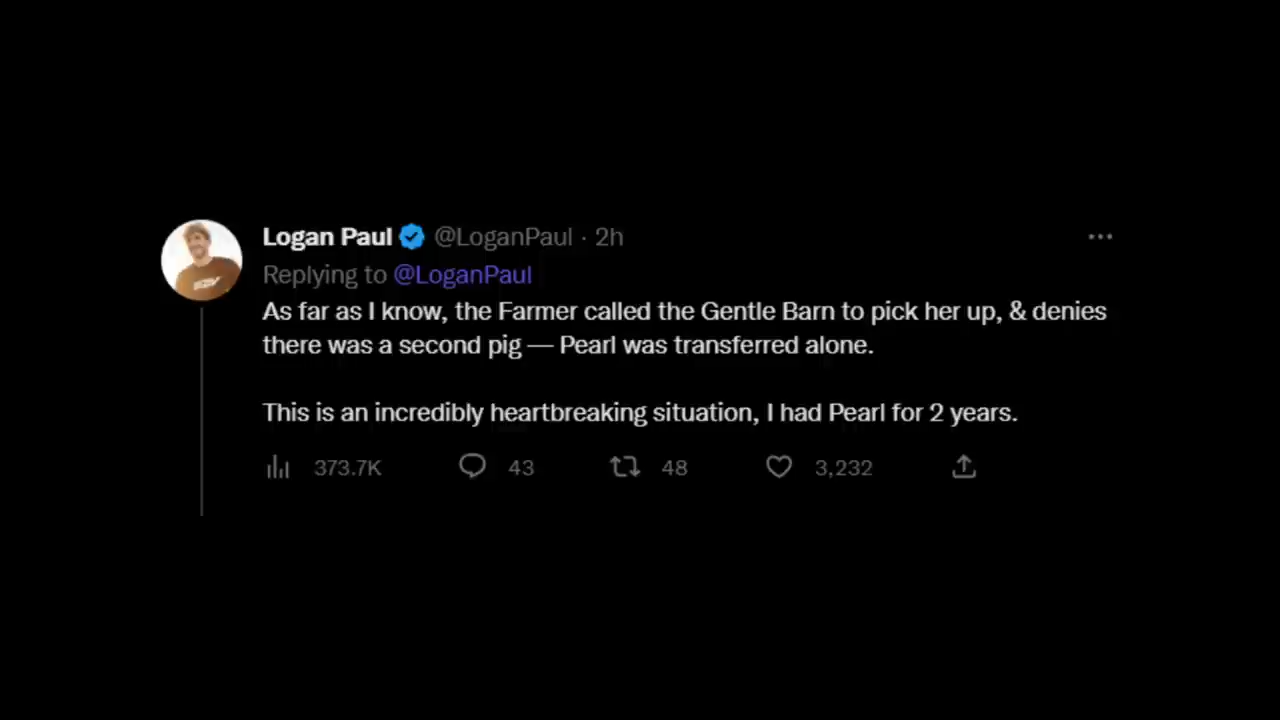 Logan Paul @LoganPaul · 2h
Replying to @LoganPaul
As far as I know, the Farmer called the Gentle Barn to pick her up, & denies
there was a second pig — Pearl was transferred alone.
This is an incredibly heartbreaking situation, I had Pearl for 2 years.
373.7K 43 48 3,232